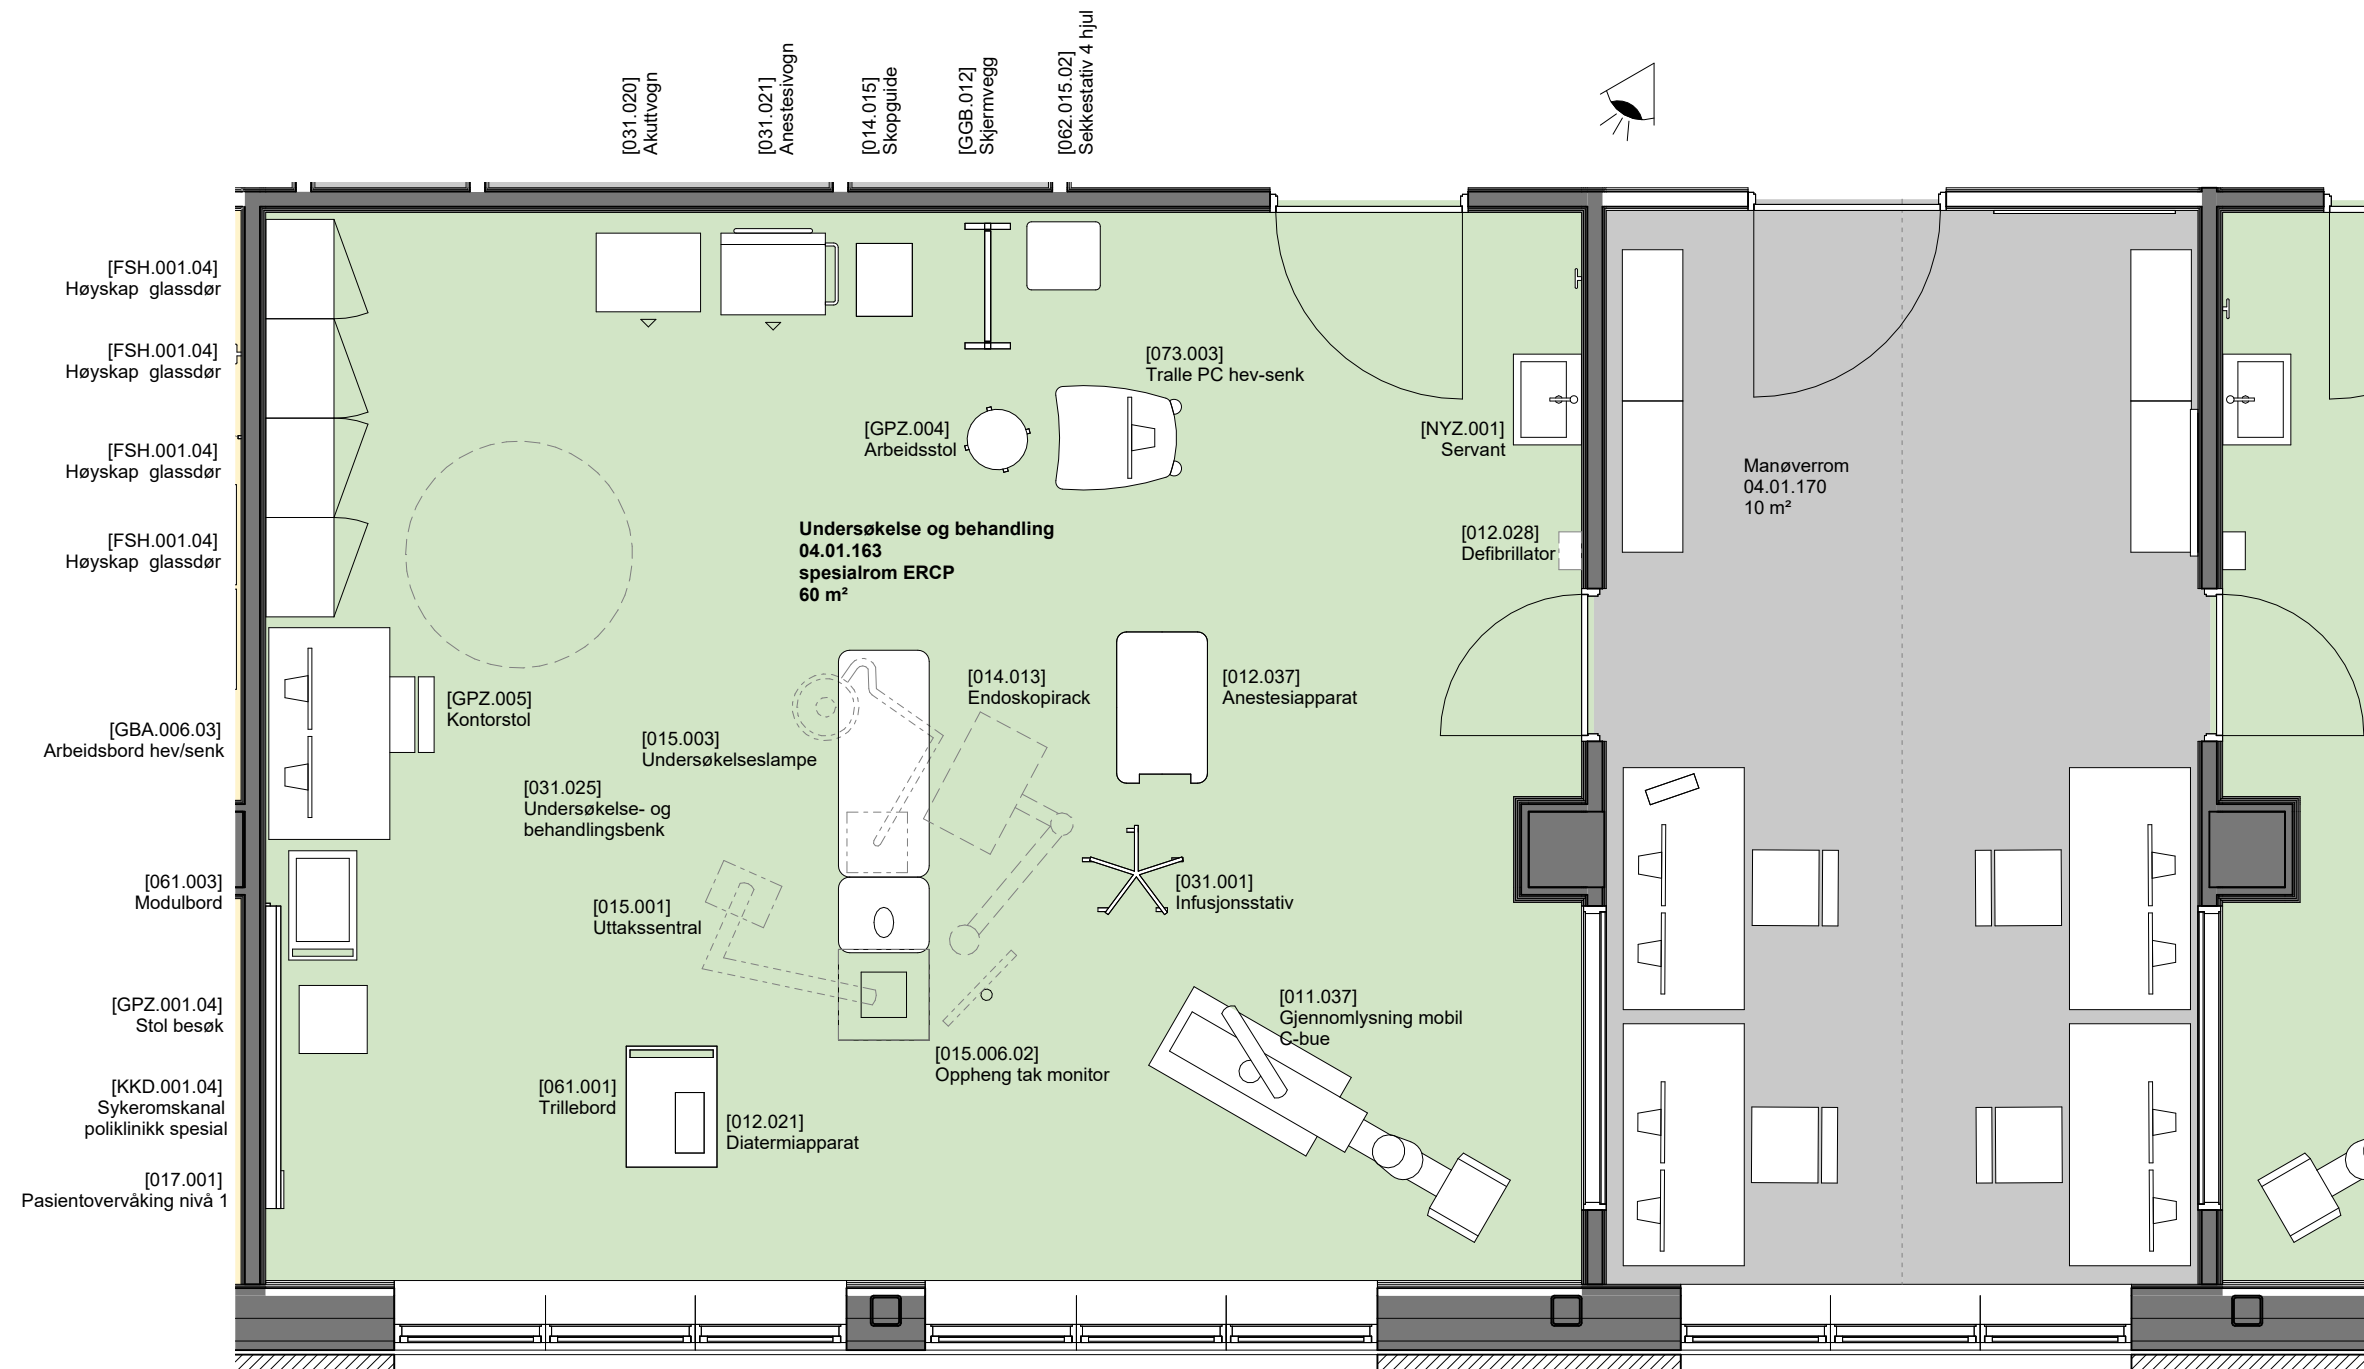 [031.020]
Akuttvogn
[031.021]
Anestesivogn
[014.015]
Skopguide
[GGB.012]
Skjermvegg
[062.015.02]
Sekkestativ 4 hjul
[FSH.001.04]
Høyskap  glassdør
[FSH.001.04]
Høyskap  glassdør
[FSH.001.04]
Høyskap  glassdør
[FSH.001.04]
Høyskap  glassdør
[GBA.006.03]
Arbeidsbord hev/senk
[061.003]
Modulbord
[GPZ.001.04]
Stol besøk
[KKD.001.04]
Sykeromskanal
poliklinikk spesial
[017.001]
Pasientovervåking nivå 1
[073.003]
Tralle PC hev-senk
[GPZ.004]
Arbeidsstol
[NYZ.001]
Servant
[012.028]
Defibrillator
Undersøkelse og behandling
04.01.163
spesialrom ERCP
60 m²
[GPZ.005]
Kontorstol
[014.013]
Endoskopirack
[012.037]
Anestesiapparat
[015.003]
Undersøkelseslampe
[031.025]
Undersøkelse- og
behandlingsbenk
[015.001]
Uttakssentral
[031.001]
Infusjonsstativ
[011.037]
Gjennomlysning mobil
C-bue
[015.006.02]
Oppheng tak monitor
[061.001]
Trillebord
[012.021]
Diatermiapparat
Manøverrom
04.01.170
10 m²